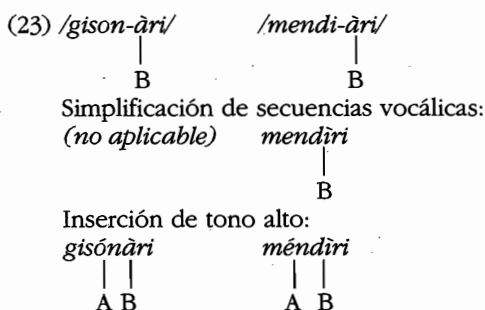 (23) /gison-àri/ /mendi-àri/
B B
Simplificación de secuencias vocálicas:
(no aplicable) mendìri
B
Inserción de tono alto:
gisónàri méndìri
A B A B